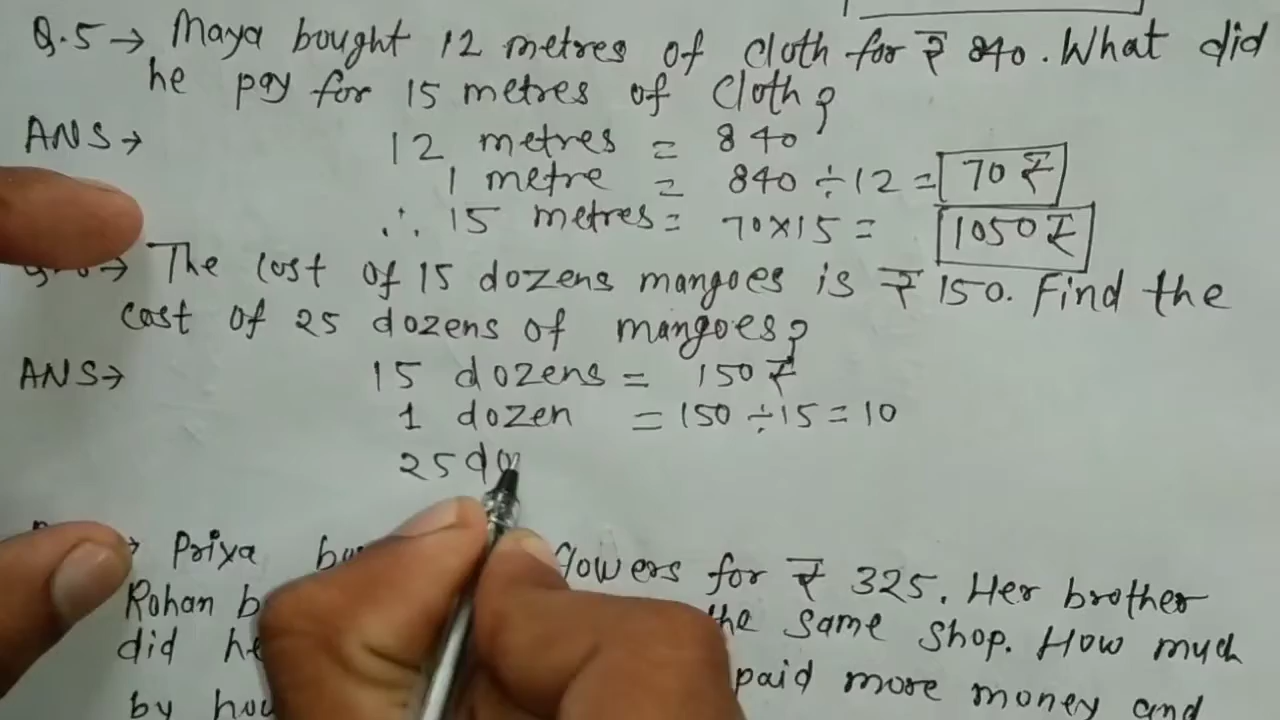 Q.5→ Maya bought 12 metres of cloth for ₹ 840. What did
he pay for 15 metres of cloth?
ANS→
12 metres = 840
1 metre = 840 ÷ 12 = 70 ₹
∴ 15 metres = 70×15 = 1050 ₹
The cost of 15 dozens mangoes is ₹ 150. Find the
cost of 25 dozens of mangoes?
ANS→
15 dozens = 150 ₹
1 dozen = 150 ÷ 15 = 10
25 do
Priya flowers for ₹ 325. Her brother
Rohan the same shop. How much
did paid more money and
by